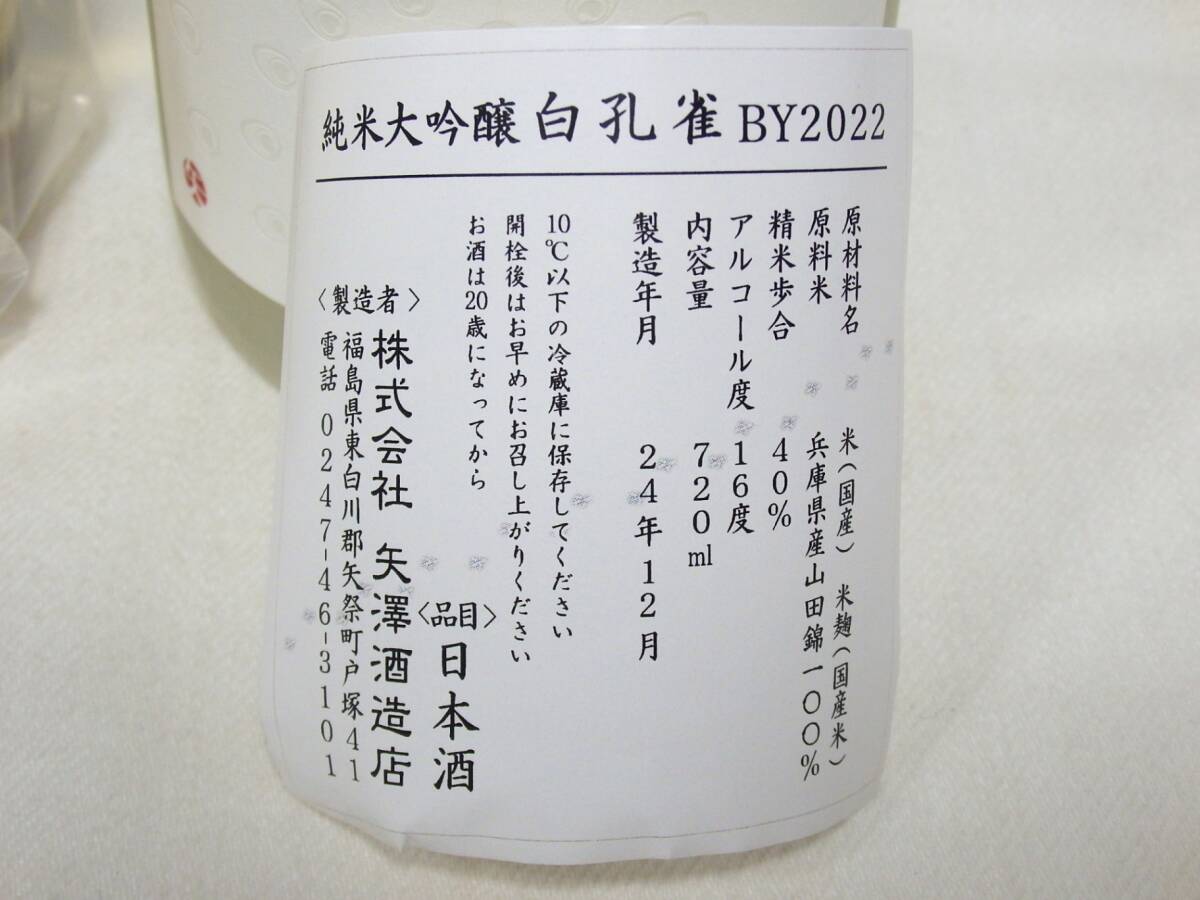 純米大吟醸白孔雀BY2022
原材料名 米(国産) 米麹(国産米)
原料米 兵庫県産山田錦一〇〇%
精米歩合 40%
アルコール度 16度
内容量 720ml
製造年月 24年12月
10℃以下の冷蔵庫に保存してください
開栓後はお早めにお召し上がりください
お酒は20歳になってから
〈品目〉日本酒
〈製造者〉株式会社 矢澤酒造店
福島県東白川郡矢祭町戸塚41
電話 0247-46-3101